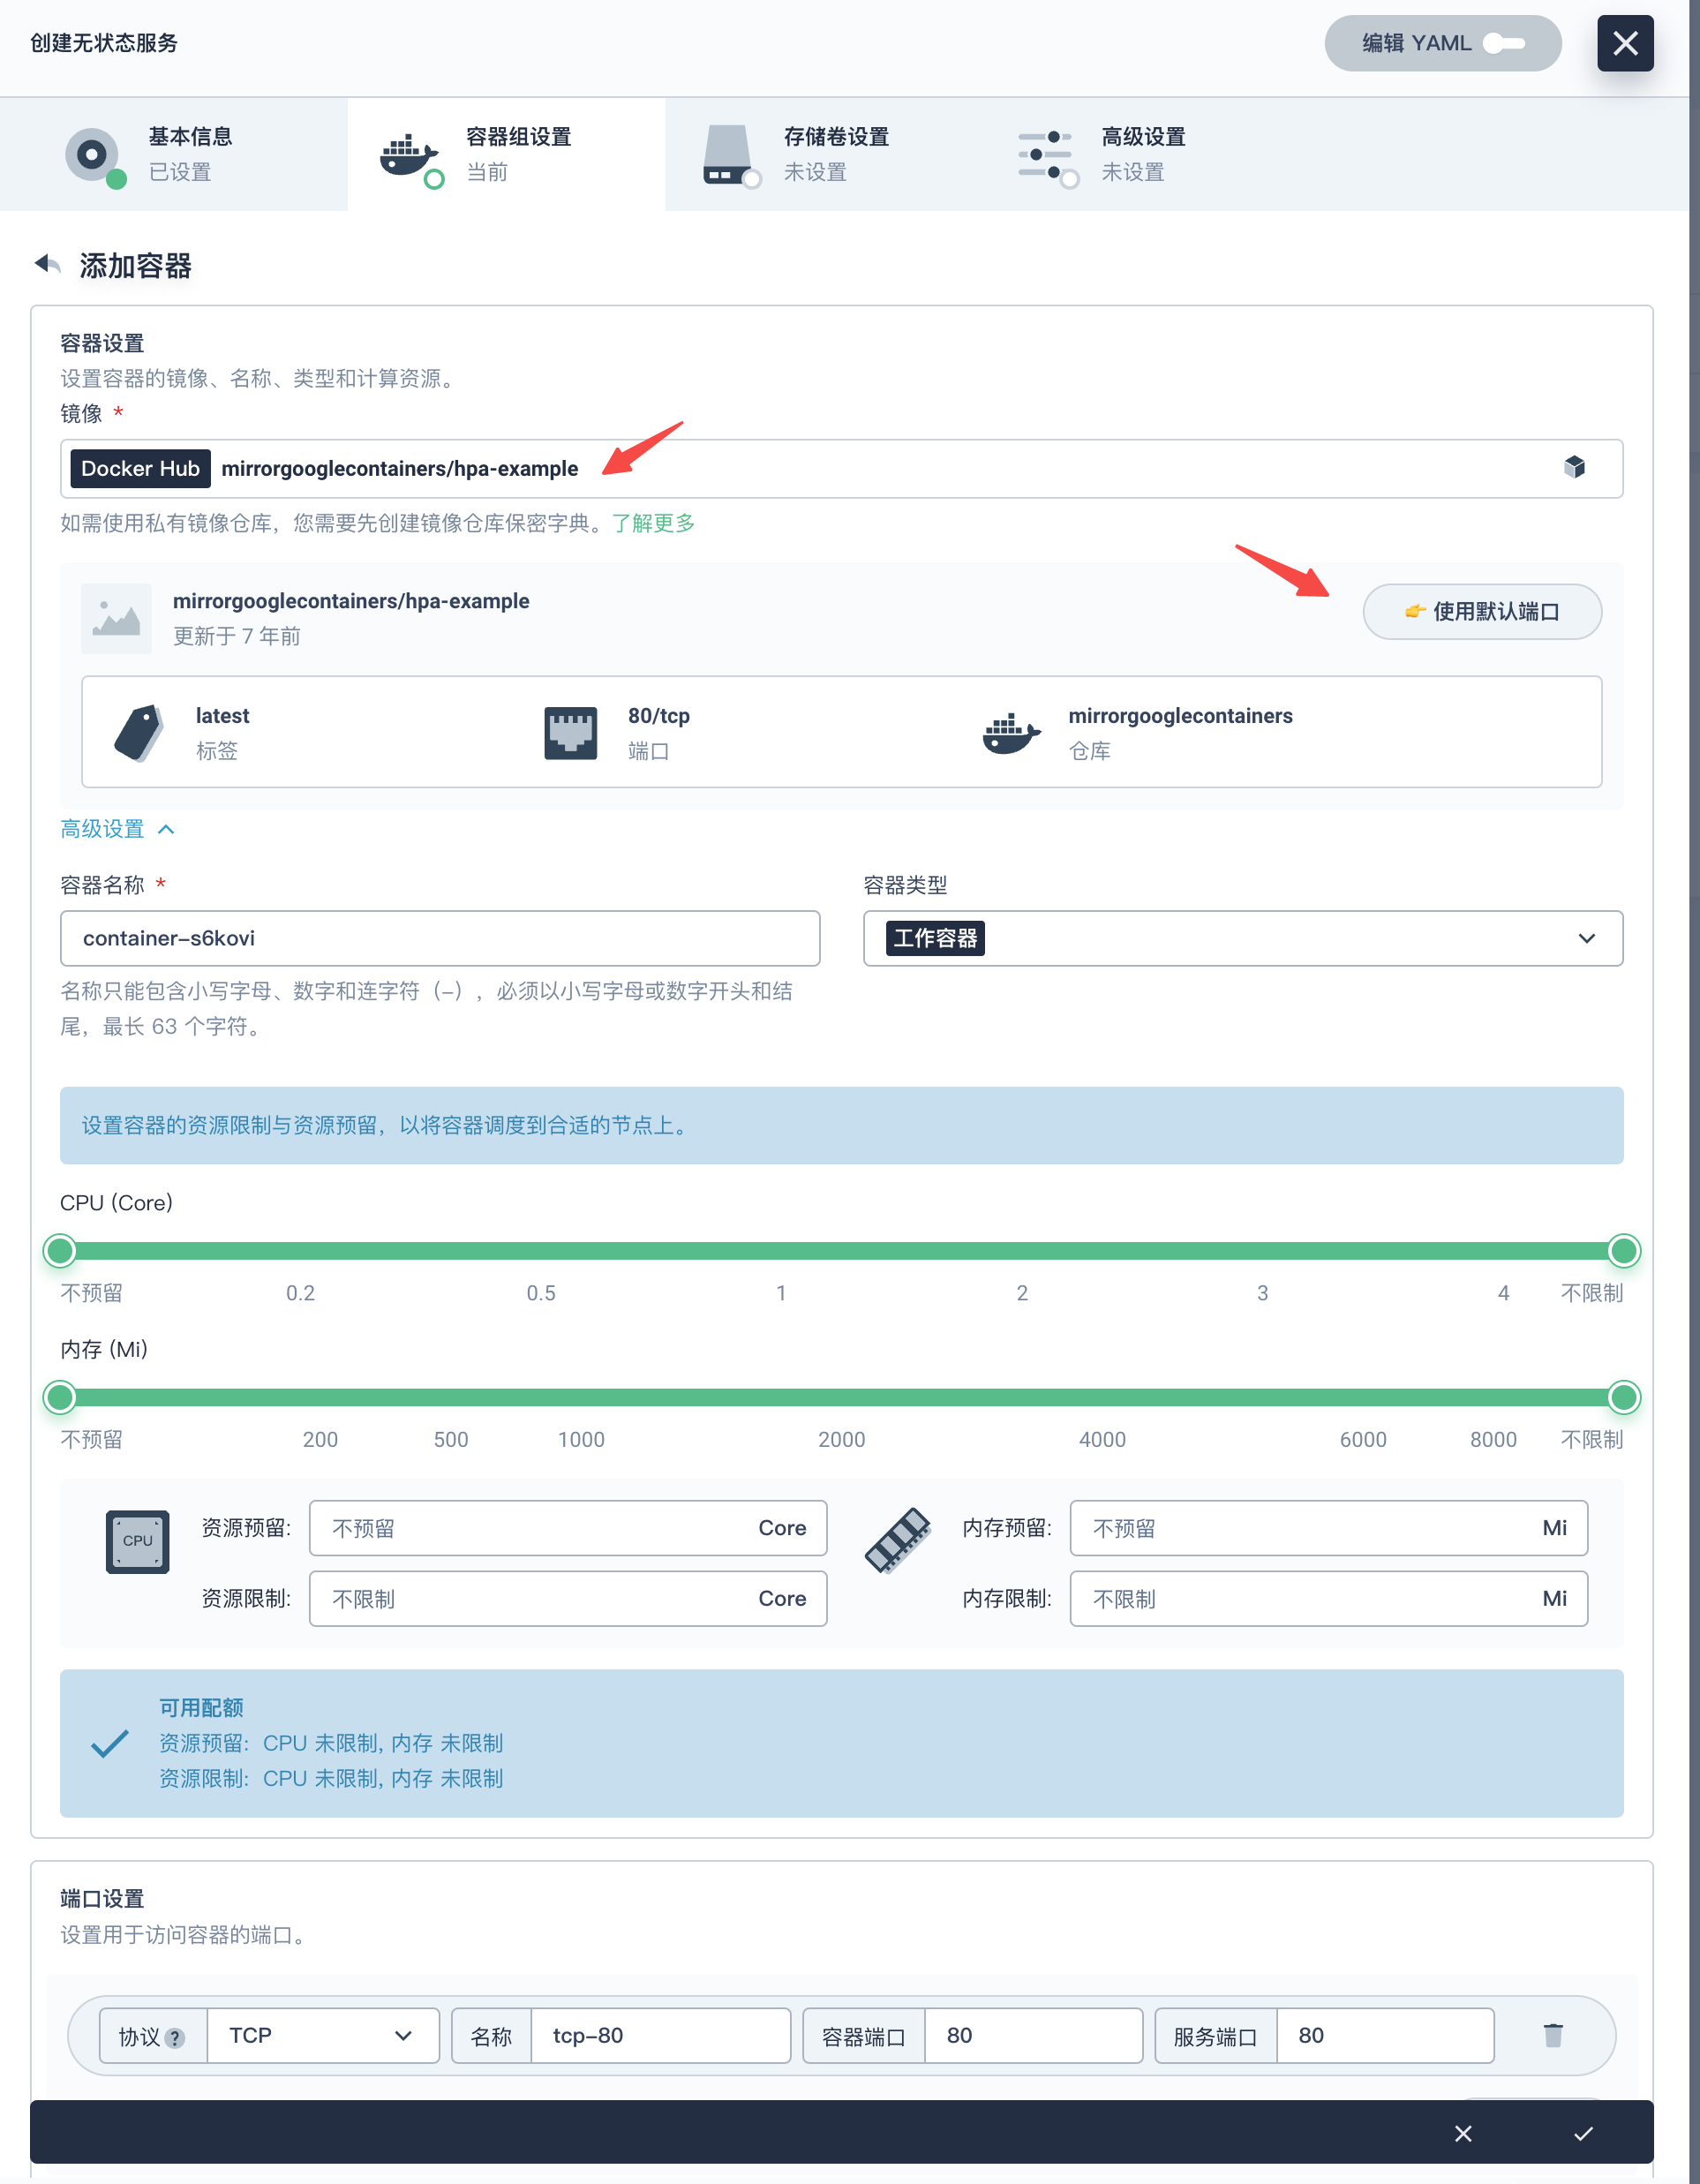 创建无状态服务
编辑 YAML
基本信息
已设置
容器组设置
当前
存储卷设置
未设置
高级设置
未设置
添加容器
容器设置
设置容器的镜像、名称、类型和计算资源。
镜像 *
Docker Hub mirrorgooglecontainers/hpa-example
如需使用私有镜像仓库，您需要先创建镜像仓库保密字典。了解更多
mirrorgooglecontainers/hpa-example
更新于 7 年前
👉 使用默认端口
latest
标签
80/tcp
端口
mirrorgooglecontainers
仓库
高级设置
容器名称 *
container-s6kovi
名称只能包含小写字母、数字和连字符（-），必须以小写字母或数字开头和结
尾，最长 63 个字符。
容器类型
工作容器
设置容器的资源限制与资源预留，以将容器调度到合适的节点上。
CPU (Core)
不预留 0.2 0.5 1 2 3 4 不限制
内存 (Mi)
不预留 200 500 1000 2000 4000 6000 8000 不限制
CPU
资源预留: 不预留 Core
资源限制: 不限制 Core
内存预留: 不预留 Mi
内存限制: 不限制 Mi
可用配额
资源预留: CPU 未限制, 内存 未限制
资源限制: CPU 未限制, 内存 未限制
端口设置
设置用于访问容器的端口。
协议 ? TCP 名称 tcp-80 容器端口 80 服务端口 80